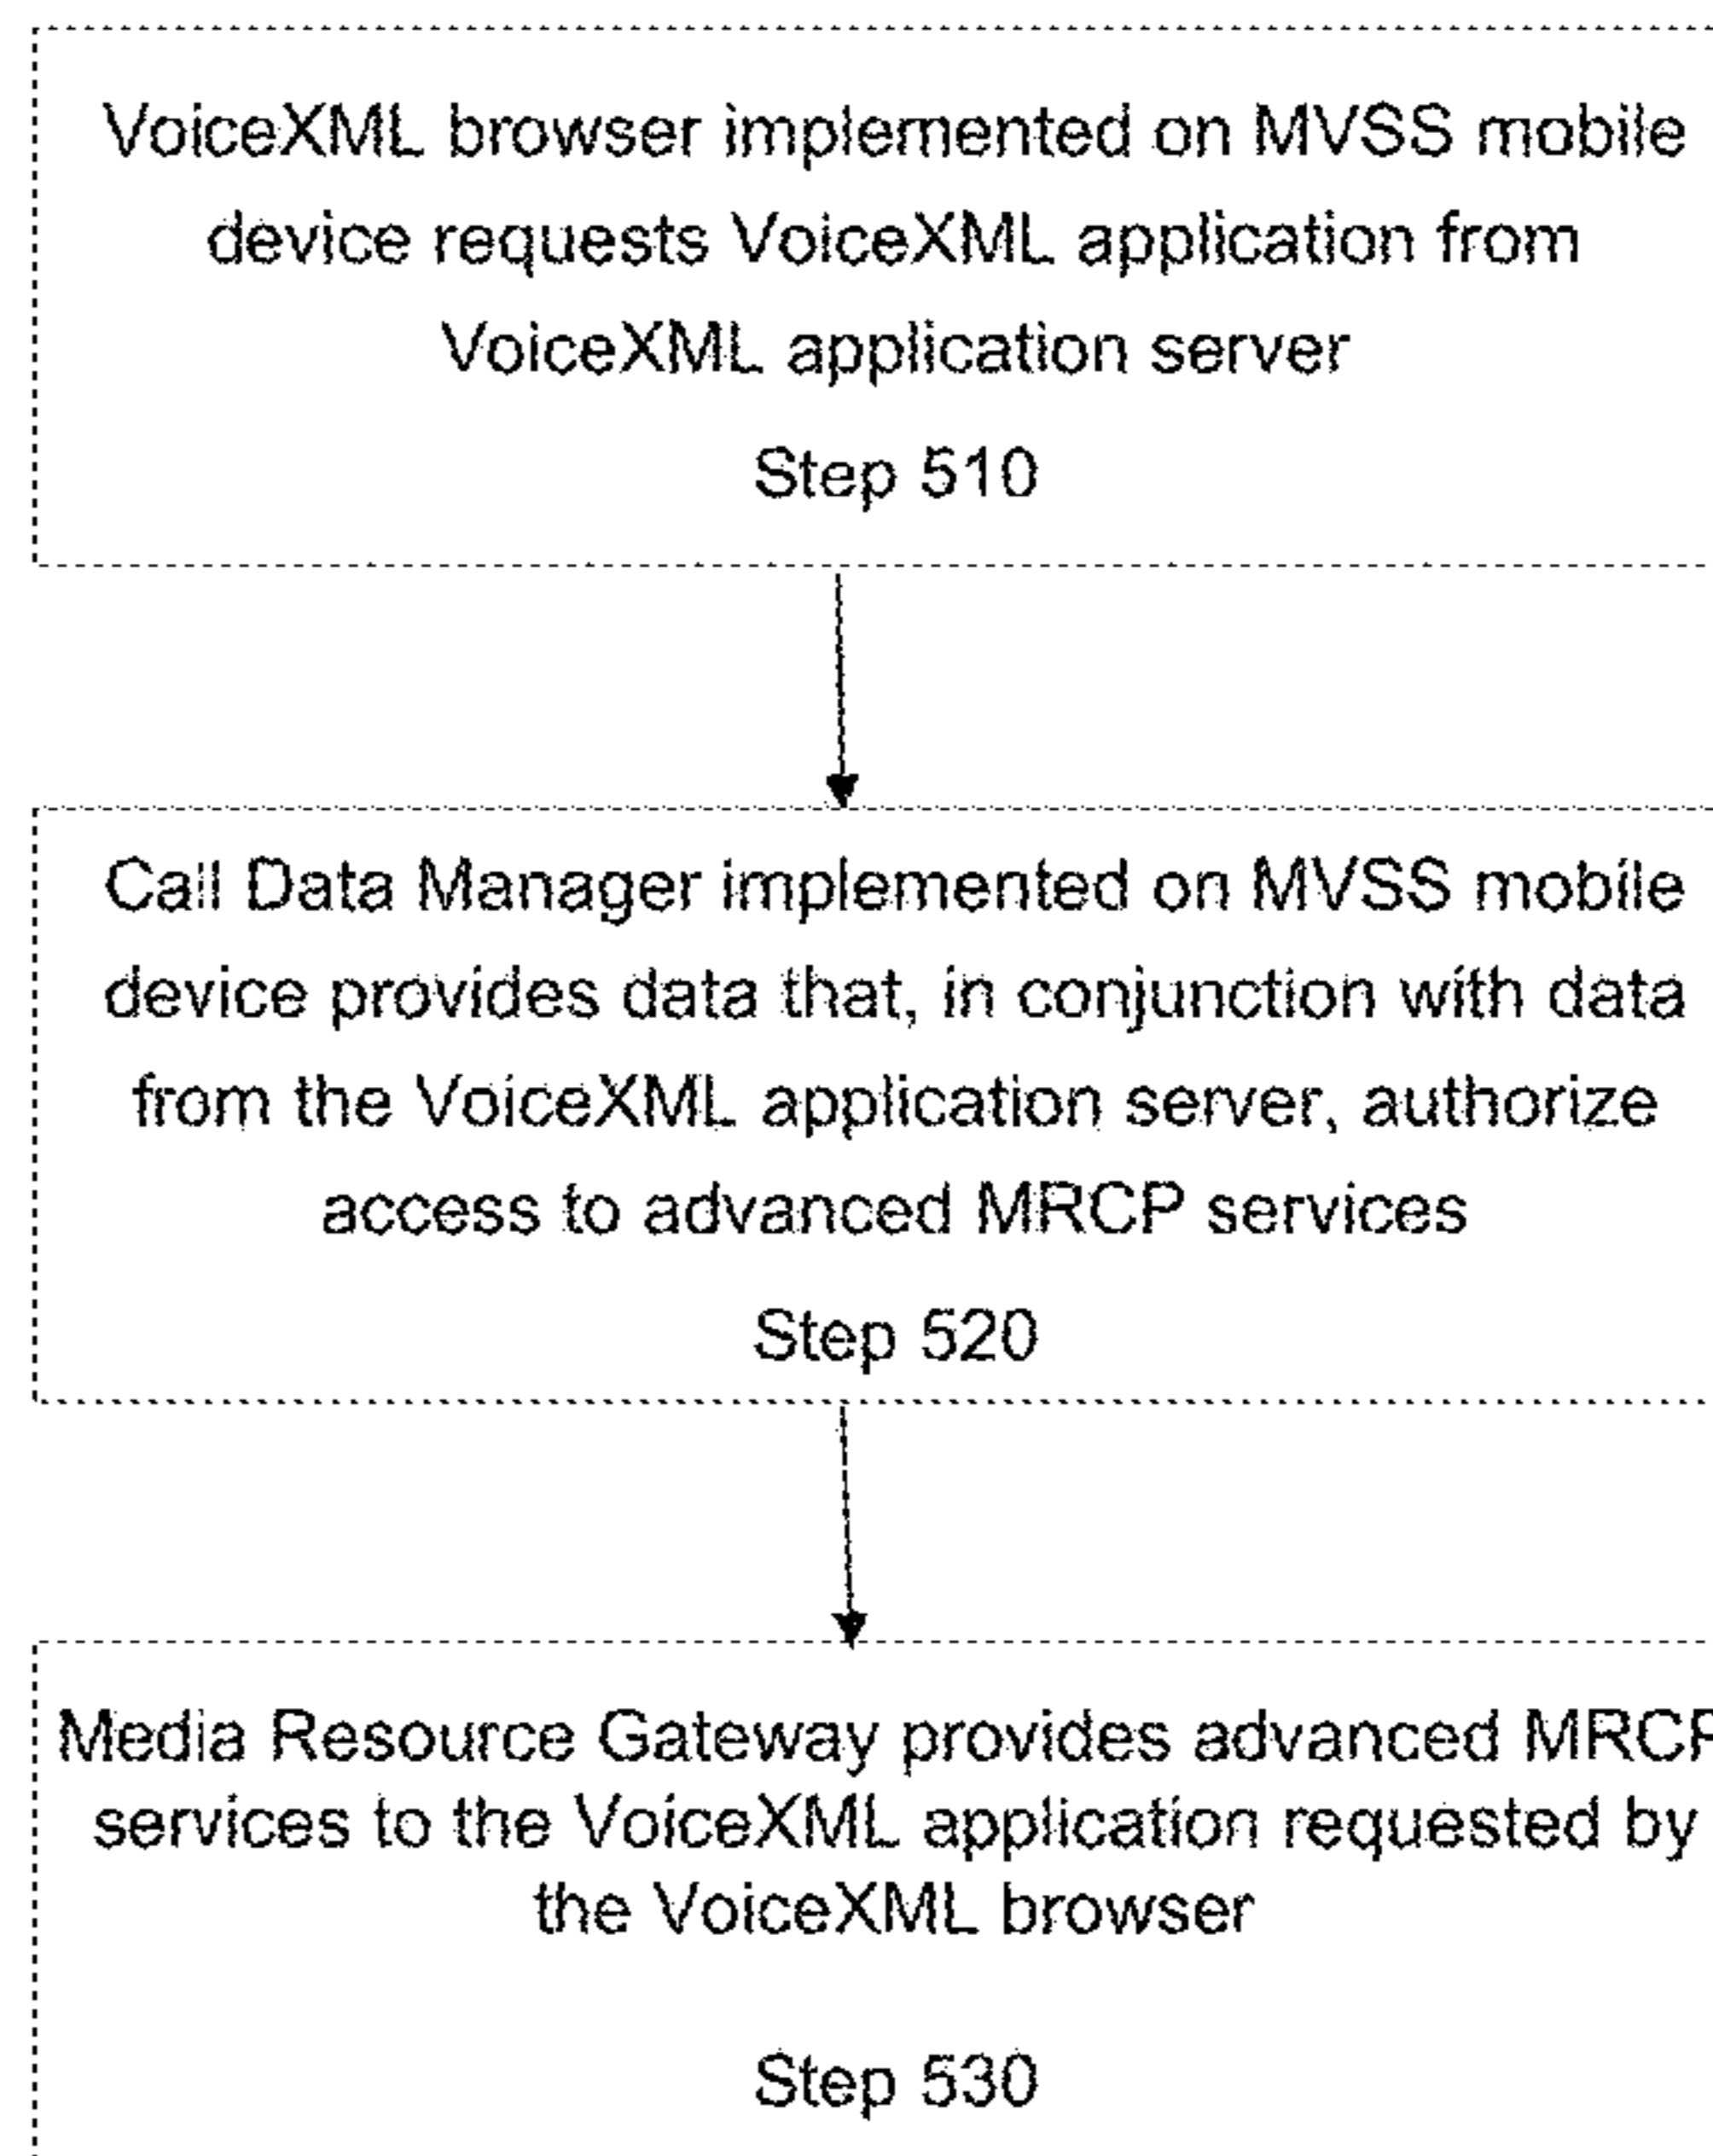 VoiceXML browser implemented on MVSS mobile
device requests VoiceXML application from
VoiceXML application server
Step 510
Call Data Manager implemented on MVSS mobile
device provides data that, in conjunction with data
from the VoiceXML application server, authorize
access to advanced MRCP services
Step 520
Media Resource Gateway provides advanced MRCP
services to the VoiceXML application requested by
the VoiceXML browser
Step 530